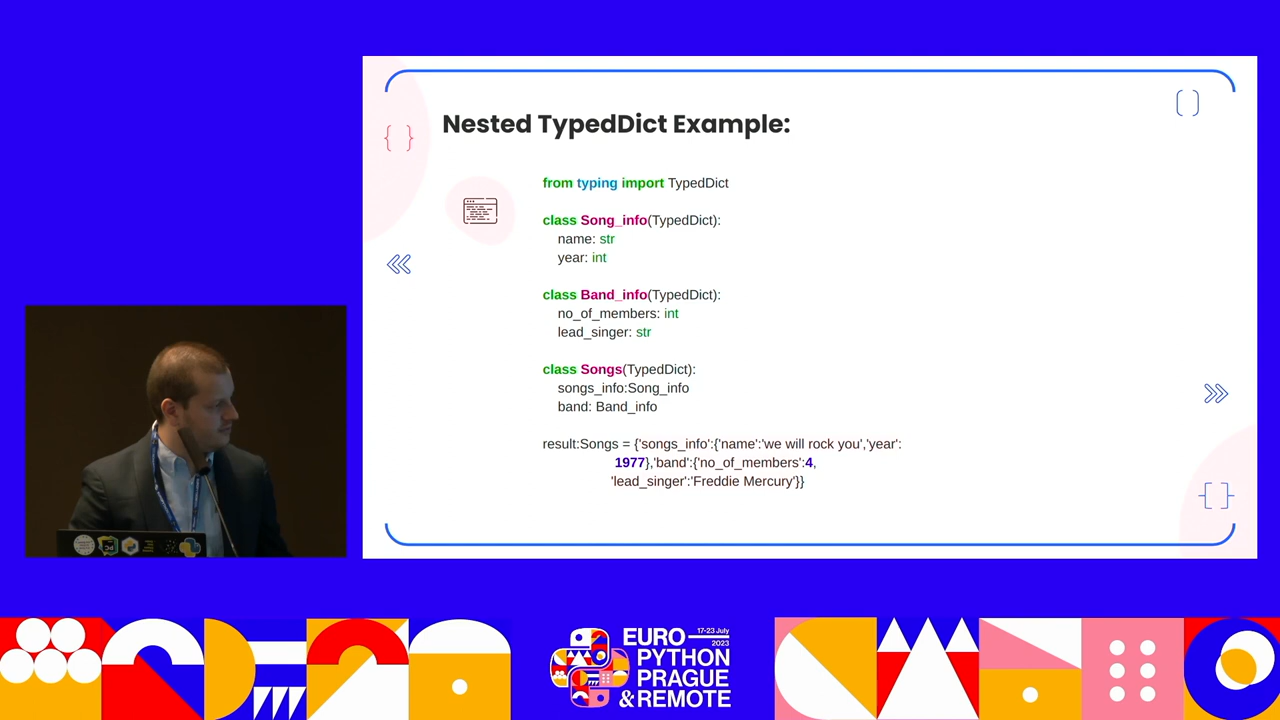 Nested TypedDict Example:
from typing import TypedDict
class Song_info(TypedDict):
name: str
year: int
class Band_info(TypedDict):
no_of_members: int
lead_singer: str
class Songs(TypedDict):
songs_info:Song_info
band: Band_info
result:Songs = {'songs_info':{'name':'we will rock you','year':
1977},'band':{'no_of_members':4,
'lead_singer':'Freddie Mercury'}}
17-23 July
2023
EURO
PYTHON
PRAGUE
& REMOTE